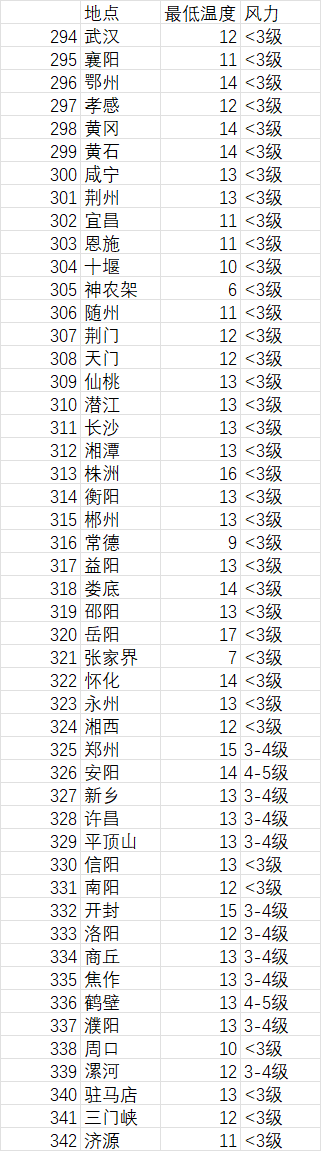 地点 最低温度 风力
294 武汉 12 <3级
295 襄阳 11 <3级
296 鄂州 14 <3级
297 孝感 12 <3级
298 黄冈 14 <3级
299 黄石 14 <3级
300 咸宁 13 <3级
301 荆州 13 <3级
302 宜昌 11 <3级
303 恩施 11 <3级
304 十堰 10 <3级
305 神农架 6 <3级
306 随州 11 <3级
307 荆门 12 <3级
308 天门 12 <3级
309 仙桃 13 <3级
310 潜江 13 <3级
311 长沙 13 <3级
312 湘潭 13 <3级
313 株洲 16 <3级
314 衡阳 13 <3级
315 郴州 13 <3级
316 常德 9 <3级
317 益阳 13 <3级
318 娄底 14 <3级
319 邵阳 13 <3级
320 岳阳 17 <3级
321 张家界 7 <3级
322 怀化 14 <3级
323 永州 13 <3级
324 湘西 12 <3级
325 郑州 15 3-4级
326 安阳 14 4-5级
327 新乡 13 3-4级
328 许昌 13 3-4级
329 平顶山 13 3-4级
330 信阳 13 <3级
331 南阳 12 <3级
332 开封 15 3-4级
333 洛阳 12 3-4级
334 商丘 13 3-4级
335 焦作 13 3-4级
336 鹤壁 13 4-5级
337 濮阳 13 3-4级
338 周口 10 <3级
339 漯河 12 3-4级
340 驻马店 13 <3级
341 三门峡 12 <3级
342 济源 11 <3级